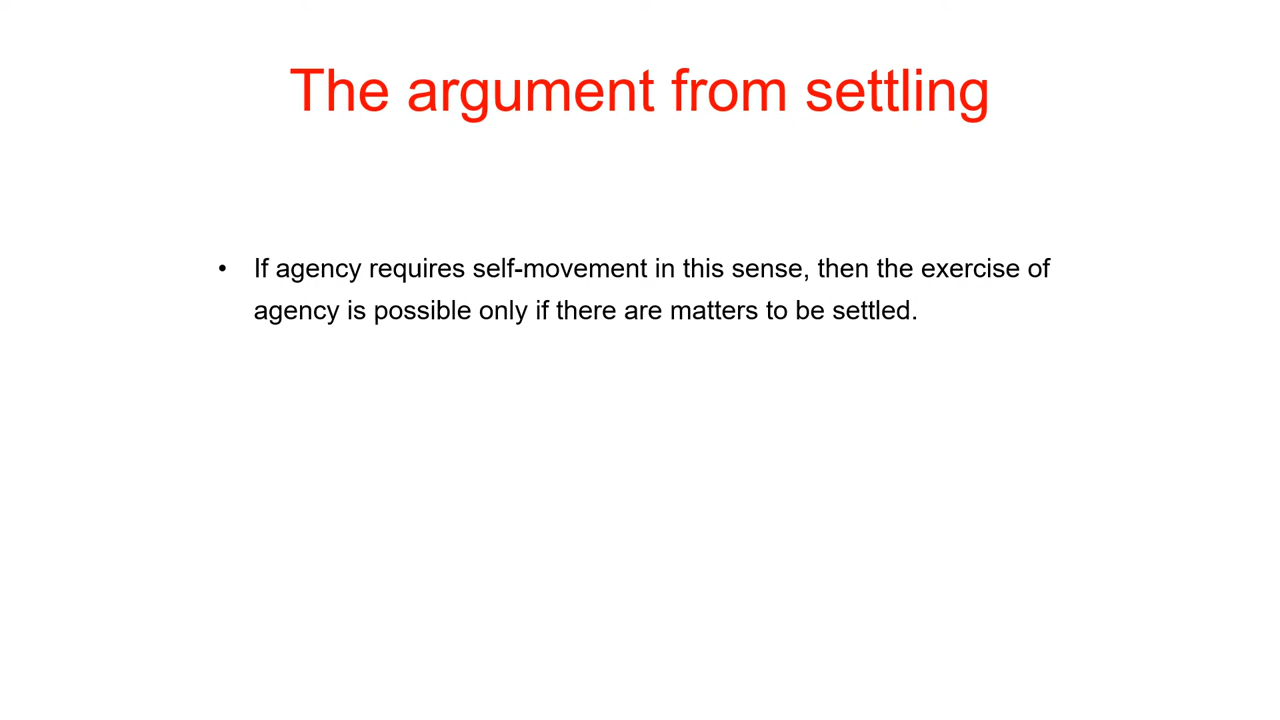 The argument from settling
• If agency requires self-movement in this sense, then the exercise of
agency is possible only if there are matters to be settled.